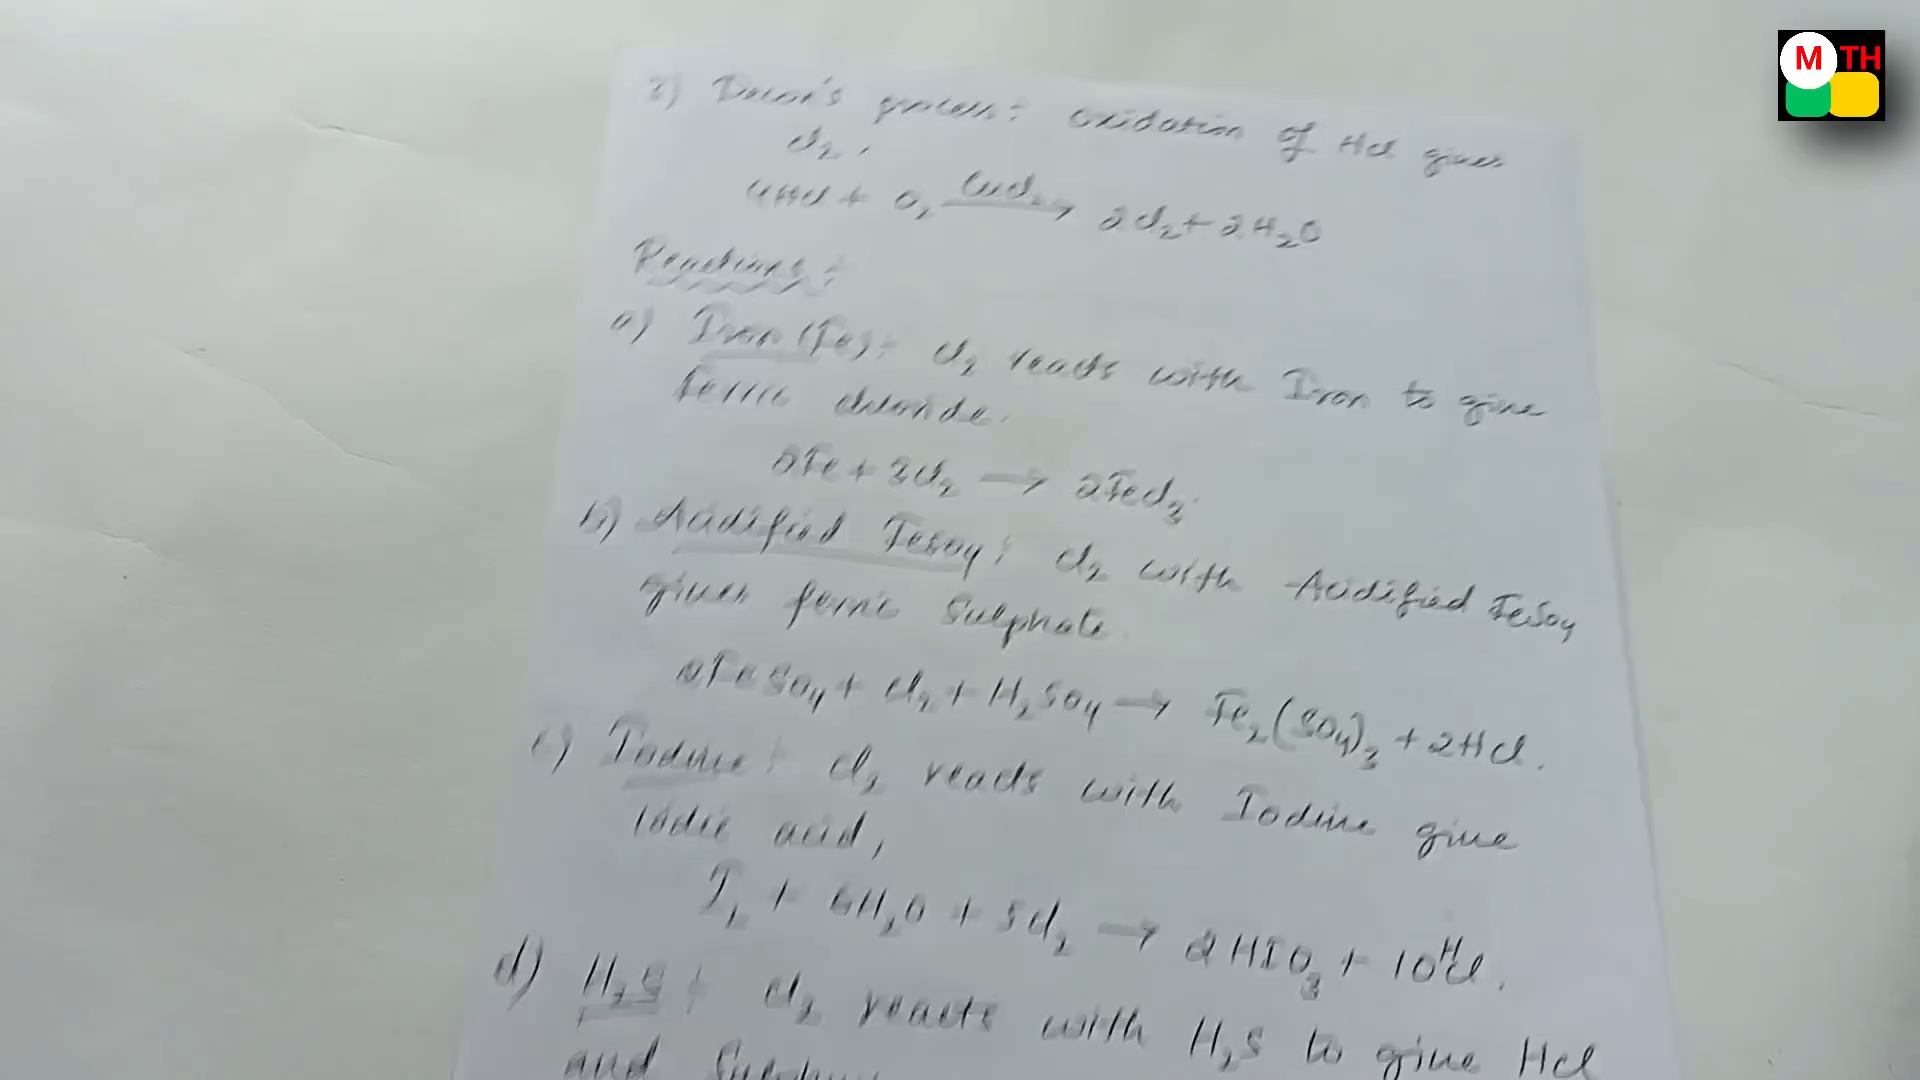 M TH
3) Decon's process: oxidation of Hcl gives
Cl₂,
4Hcl + O₂ —CuCl₂→ 2Cl₂ + 2H₂O
Reactions:
a) Iron (Fe): Cl₂ reacts with Iron to give
ferric chloride.
2Fe + 3Cl₂ → 2FeCl₃.
b) Acidified FeSO₄: Cl₂ with Acidified FeSO₄
gives ferric Sulphate.
2FeSO₄ + Cl₂ + H₂SO₄ → Fe₂(SO₄)₃ + 2HCl.
c) Iodine: Cl₂ reacts with Iodine give
Iodic acid,
I₂ + 6H₂O + 5Cl₂ → 2HIO₃ + 10HCl.
d) H₂S: Cl₂ reacts with H₂S to give Hcl
and